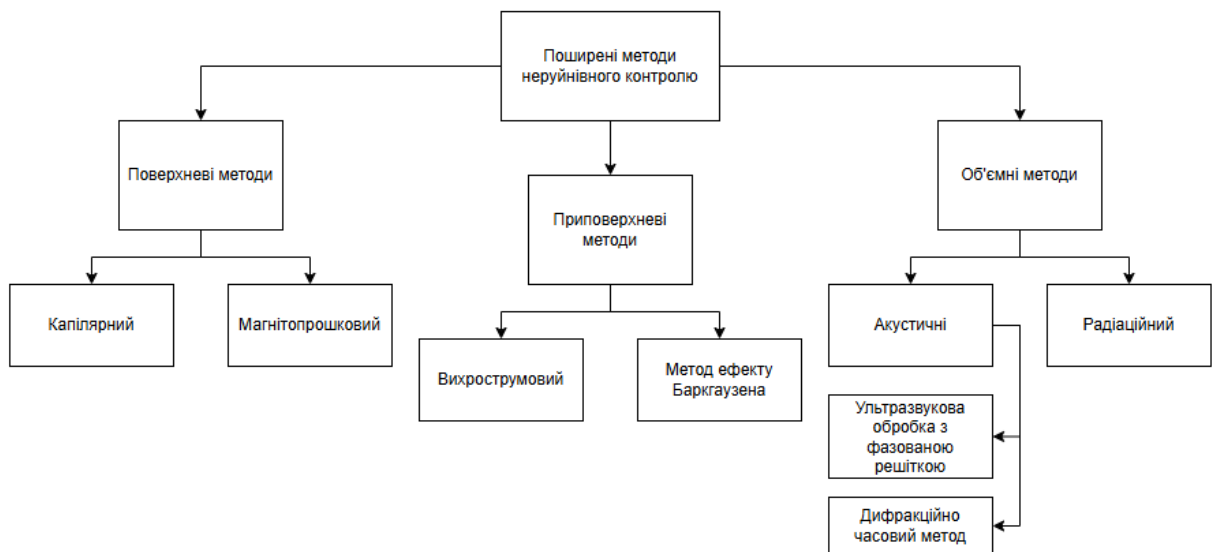 Поширені методи
неруйнівного контролю
Поверхневі методи
Об'ємні методи
Приповерхневі
методи
Капілярний
Магнітопрошковий
Акустичні
Радіаційний
Вихрострумовий
Метод ефекту
Баркгаузена
Ультразвукова
обробка з
фазованою
решіткою
Дифракційно
часовий метод